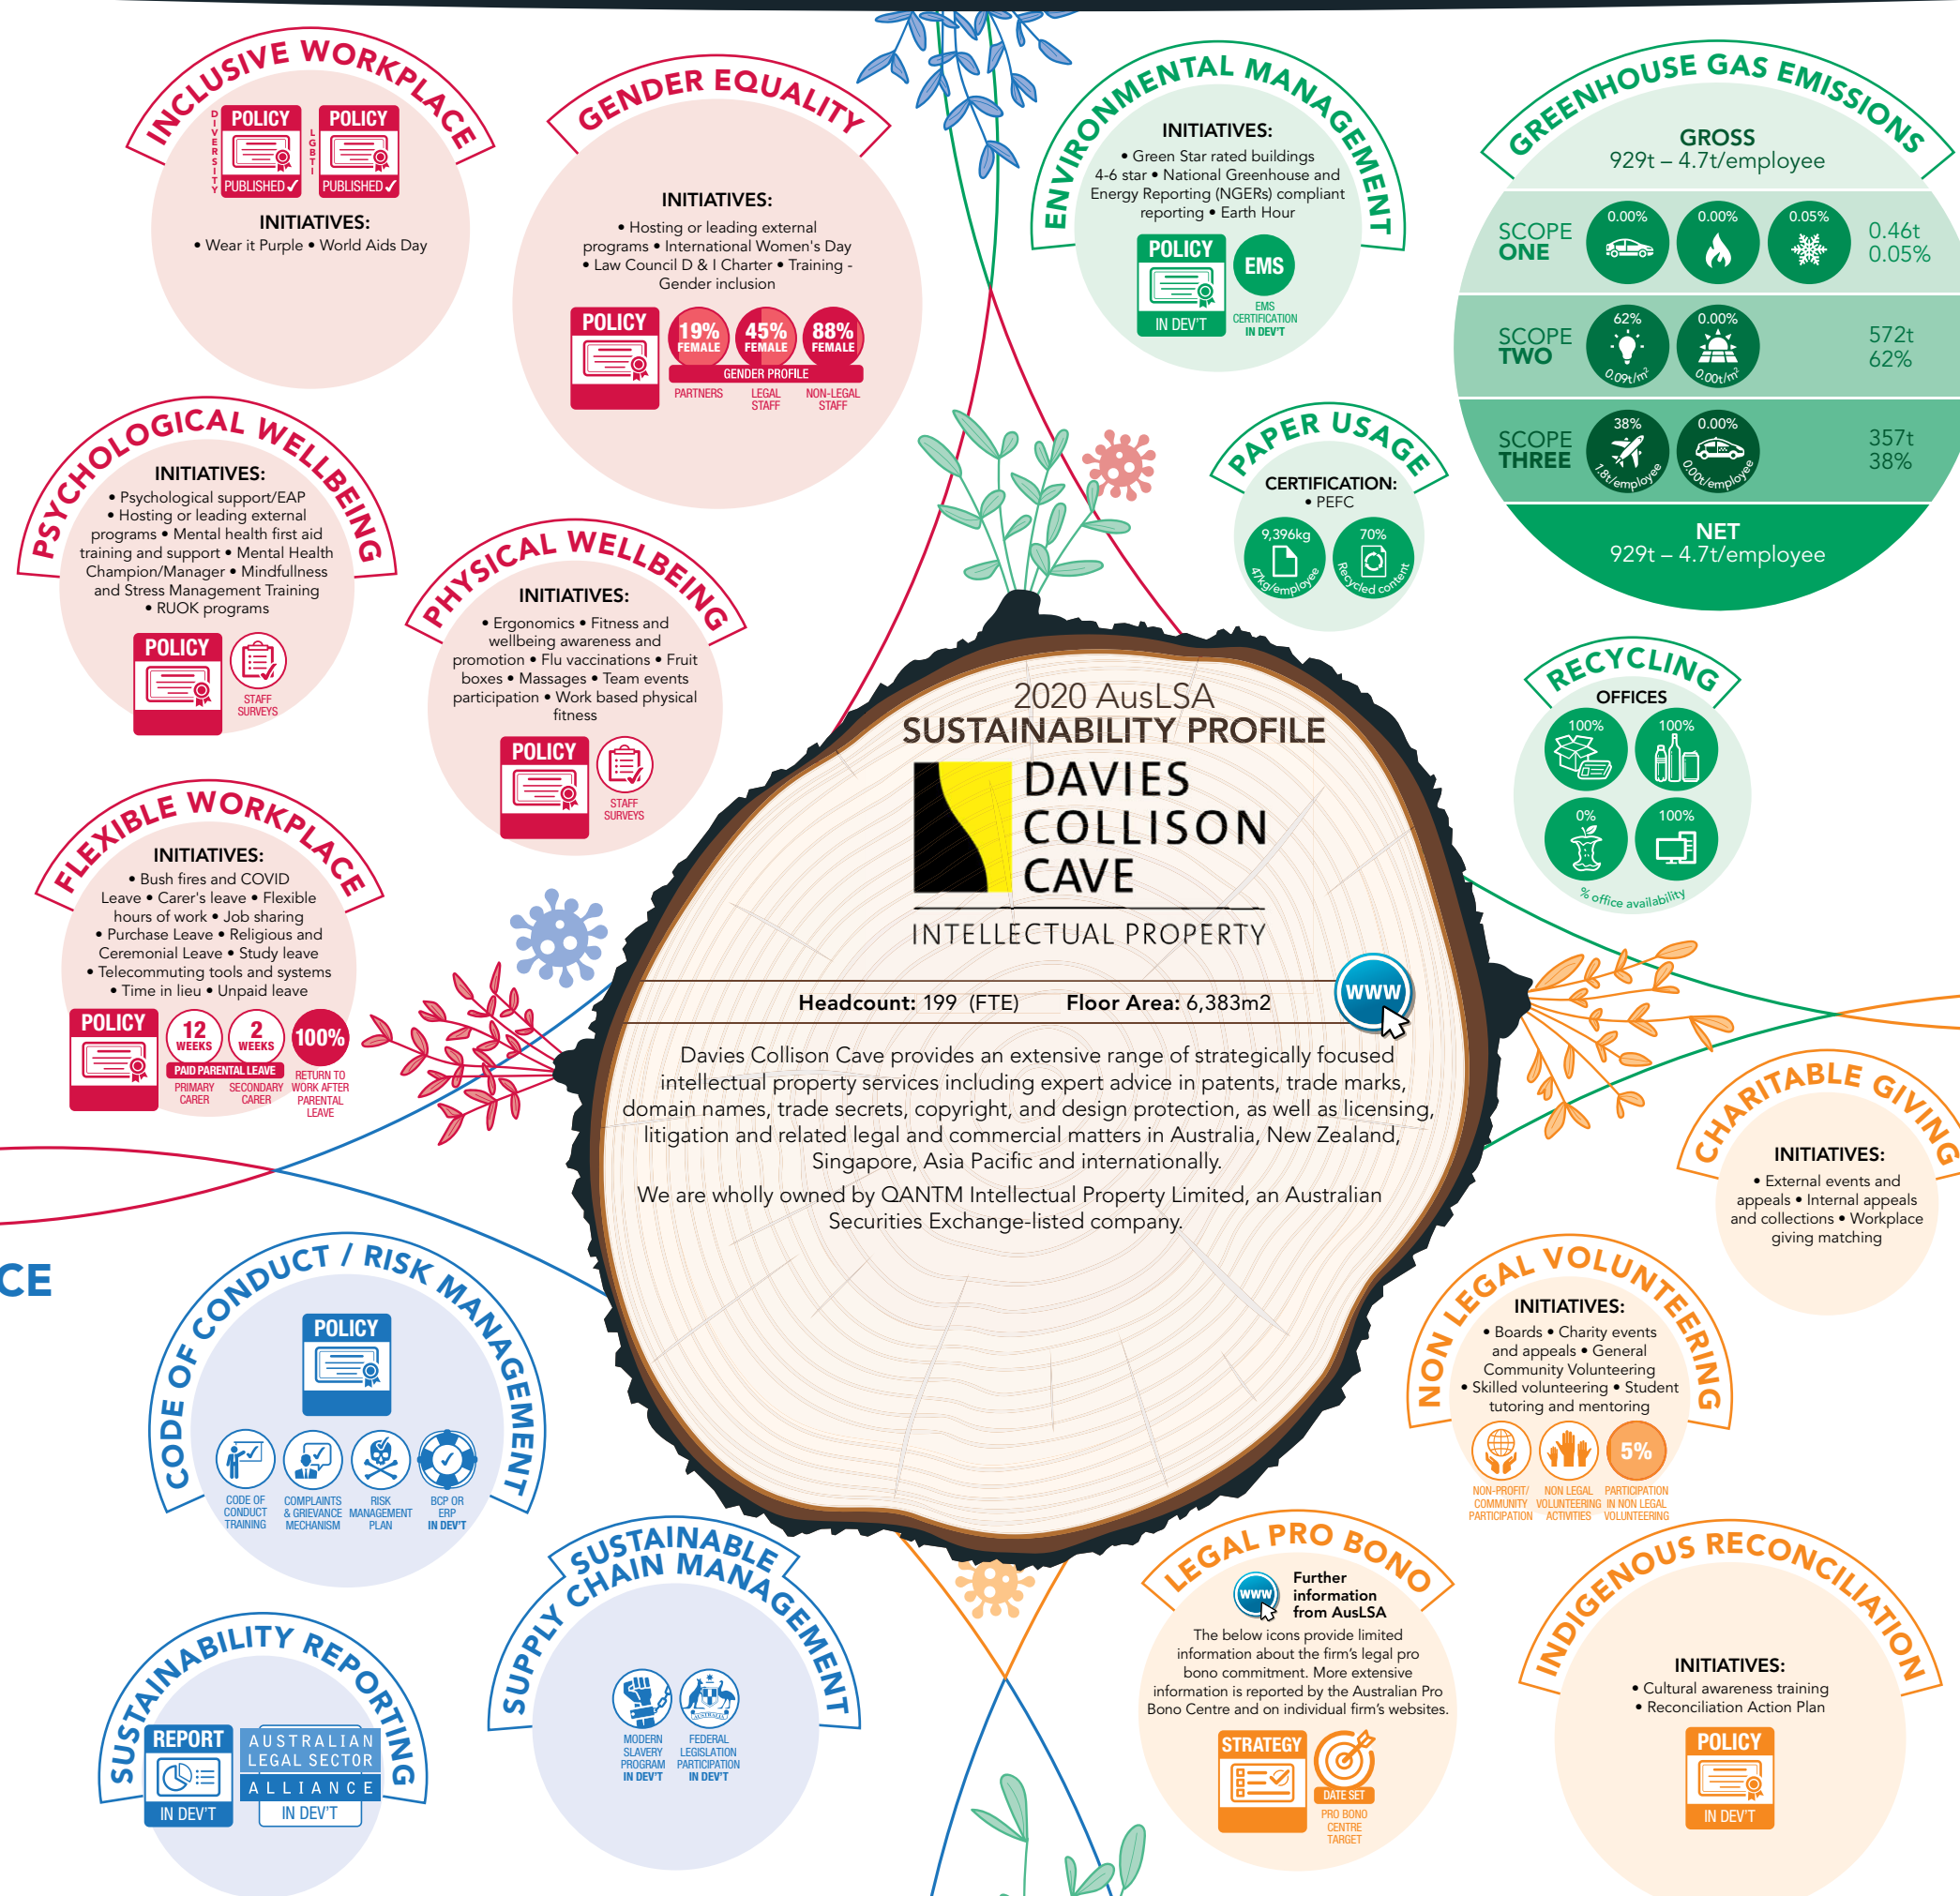 INCLUSIVE WORKPLACE
DIVERSITY
POLICY
PUBLISHED ✓
LGBTI
POLICY
PUBLISHED ✓
INITIATIVES:
• Wear it Purple • World Aids Day
GENDER EQUALITY
INITIATIVES:
• Hosting or leading external
programs • International Women's Day
• Law Council D & I Charter • Training -
Gender inclusion
POLICY
19%
FEMALE
45%
FEMALE
88%
FEMALE
GENDER PROFILE
PARTNERS
LEGAL
STAFF
NON-LEGAL
STAFF
ENVIRONMENTAL MANAGEMENT
INITIATIVES:
• Green Star rated buildings
4-6 star • National Greenhouse and
Energy Reporting (NGERs) compliant
reporting • Earth Hour
POLICY
IN DEV'T
EMS
EMS
CERTIFICATION
IN DEV'T
GREENHOUSE GAS EMISSIONS
GROSS
929t – 4.7t/employee
SCOPE
ONE
0.00%
0.00%
0.05%
0.46t
0.05%
SCOPE
TWO
62%
0.09t/m²
0.00%
0.00t/m²
572t
62%
SCOPE
THREE
38%
1.8t/employee
0.00%
0.00t/employee
357t
38%
NET
929t – 4.7t/employee
PSYCHOLOGICAL WELLBEING
INITIATIVES:
• Psychological support/EAP
• Hosting or leading external
programs • Mental health first aid
training and support • Mental Health
Champion/Manager • Mindfullness
and Stress Management Training
• RUOK programs
POLICY
STAFF
SURVEYS
PHYSICAL WELLBEING
INITIATIVES:
• Ergonomics • Fitness and
wellbeing awareness and
promotion • Flu vaccinations • Fruit
boxes • Massages • Team events
participation • Work based physical
fitness
POLICY
STAFF
SURVEYS
PAPER USAGE
CERTIFICATION:
• PEFC
9,396kg
47kg/employee
70%
Recycled content
RECYCLING
OFFICES
100%
100%
0%
100%
% office availability
FLEXIBLE WORKPLACE
INITIATIVES:
• Bush fires and COVID
Leave • Carer's leave • Flexible
hours of work • Job sharing
• Purchase Leave • Religious and
Ceremonial Leave • Study leave
• Telecommuting tools and systems
• Time in lieu • Unpaid leave
POLICY
12
WEEKS
2
WEEKS
PAID PARENTAL LEAVE
PRIMARY
CARER
SECONDARY
CARER
100%
RETURN TO
WORK AFTER
PARENTAL
LEAVE
2020 AusLSA
SUSTAINABILITY PROFILE
DAVIES
COLLISON
CAVE
INTELLECTUAL PROPERTY
Headcount: 199 (FTE) Floor Area: 6,383m2
www
Davies Collison Cave provides an extensive range of strategically focused
intellectual property services including expert advice in patents, trade marks,
domain names, trade secrets, copyright, and design protection, as well as licensing,
litigation and related legal and commercial matters in Australia, New Zealand,
Singapore, Asia Pacific and internationally.
We are wholly owned by QANTM Intellectual Property Limited, an Australian
Securities Exchange-listed company.
CHARITABLE GIVING
INITIATIVES:
• External events and
appeals • Internal appeals
and collections • Workplace
giving matching
CE
CODE OF CONDUCT / RISK MANAGEMENT
POLICY
CODE OF
CONDUCT
TRAINING
COMPLAINTS
& GRIEVANCE
MECHANISM
RISK
MANAGEMENT
PLAN
BCP OR
ERP
IN DEV'T
NON LEGAL VOLUNTEERING
INITIATIVES:
• Boards • Charity events
and appeals • General
Community Volunteering
• Skilled volunteering • Student
tutoring and mentoring
5%
NON-PROFIT/
COMMUNITY
PARTICIPATION
NON LEGAL
VOLUNTEERING
ACTIVITIES
PARTICIPATION
IN NON LEGAL
VOLUNTEERING
SUSTAINABLE
SUPPLY CHAIN MANAGEMENT
MODERN
SLAVERY
PROGRAM
IN DEV'T
AUSTRALIA
FEDERAL
LEGISLATION
PARTICIPATION
IN DEV'T
LEGAL PRO BONO
www
Further
information
from AusLSA
The below icons provide limited
information about the firm's legal pro
bono commitment. More extensive
information is reported by the Australian Pro
Bono Centre and on individual firm's websites.
STRATEGY
DATE SET
PRO BONO
CENTRE
TARGET
INDIGENOUS RECONCILIATION
INITIATIVES:
• Cultural awareness training
• Reconciliation Action Plan
POLICY
IN DEV'T
SUSTAINABILITY REPORTING
REPORT
IN DEV'T
AUSTRALIAN
LEGAL SECTOR
ALLIANCE
IN DEV'T